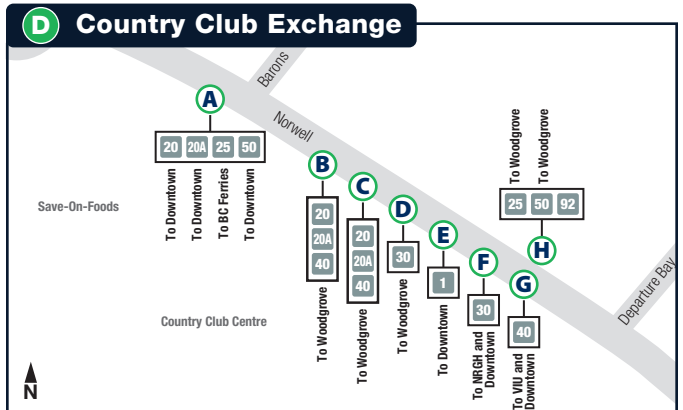 D Country Club Exchange
Barons
Norwell
A
20 20A 25 50
To Downtown
To Downtown
To BC Ferries
To Downtown
Save-On-Foods
B
20
20A
40
To Woodgrove
C
20
20A
40
To Woodgrove
D
30
To Woodgrove
E
1
To Downtown
F
30
To NRGH and
Downtown
G
40
To VIU and
Downtown
To Woodgrove
To Woodgrove
25 50 92
H
Departure Bay
Country Club Centre
N